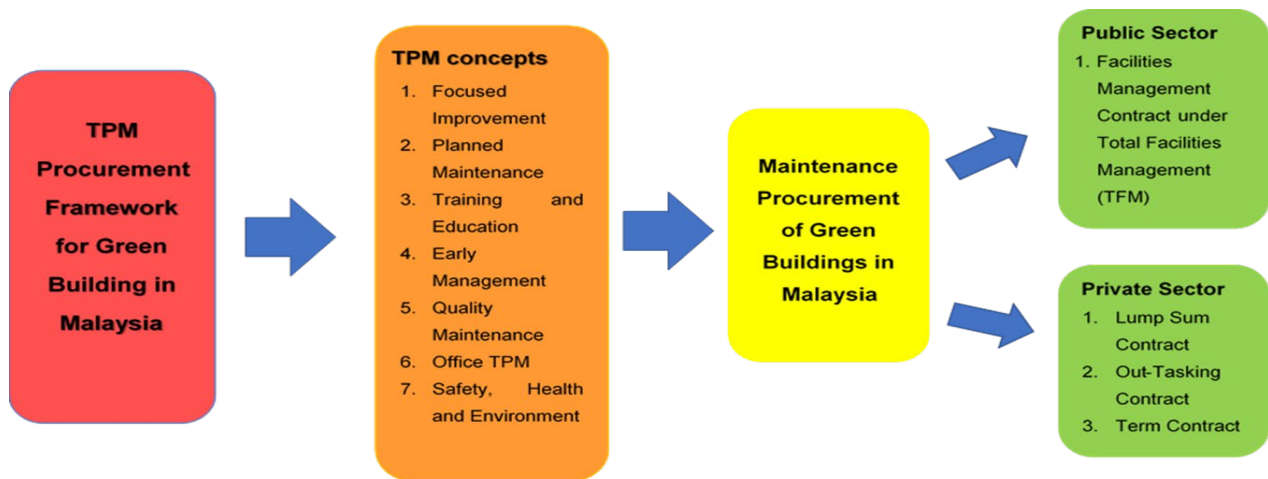 TPM
Procurement
Framework
for Green
Building in
Malaysia
TPM concepts
1. Focused
Improvement
2. Planned
Maintenance
3. Training and
Education
4. Early
Management
5. Quality
Maintenance
6. Office TPM
7. Safety, Health
and Environment
Maintenance
Procurement
of Green
Buildings in
Malaysia
Public Sector
1. Facilities
Management
Contract under
Total Facilities
Management
(TFM)
Private Sector
1. Lump Sum
Contract
2. Out-Tasking
Contract
3. Term Contract